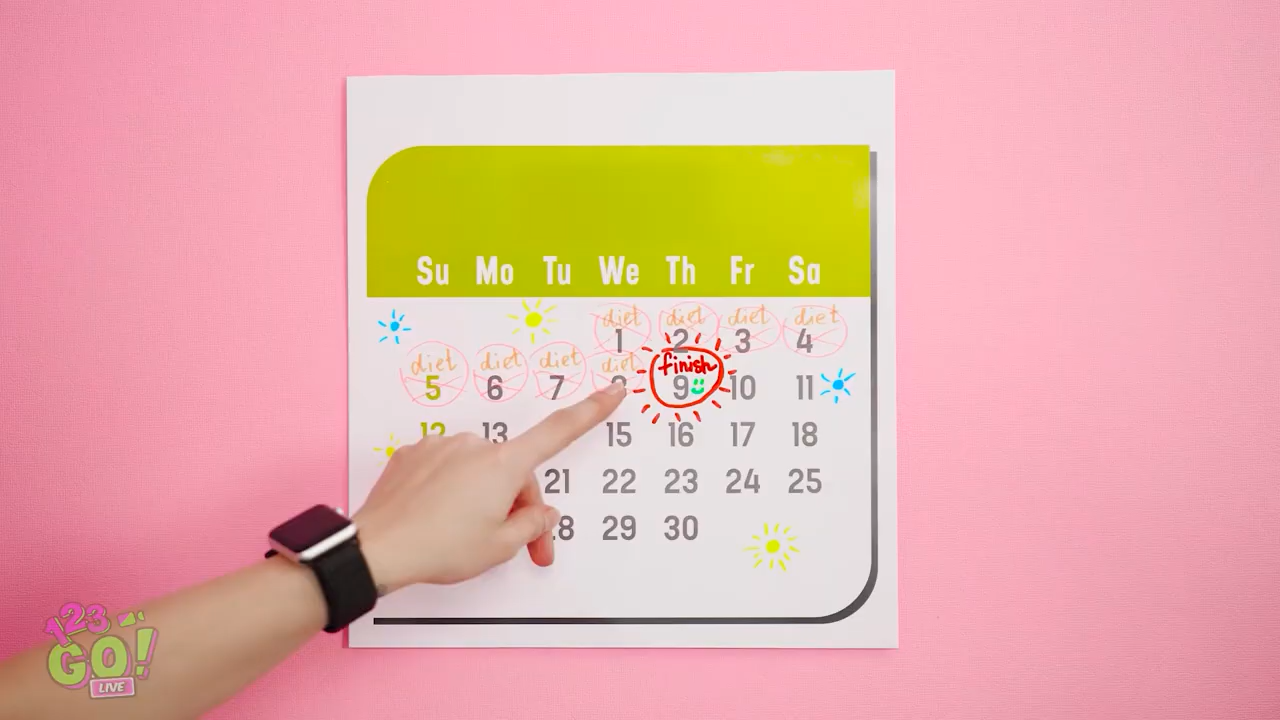 Su Mo Tu We Th Fr Sa
diet diet diet diet
1 2 3 4
diet diet diet diet finish
5 6 7 9 10 11
12 13 15 16 17 18
21 22 23 24 25
29 30
123
GO!
LIVE